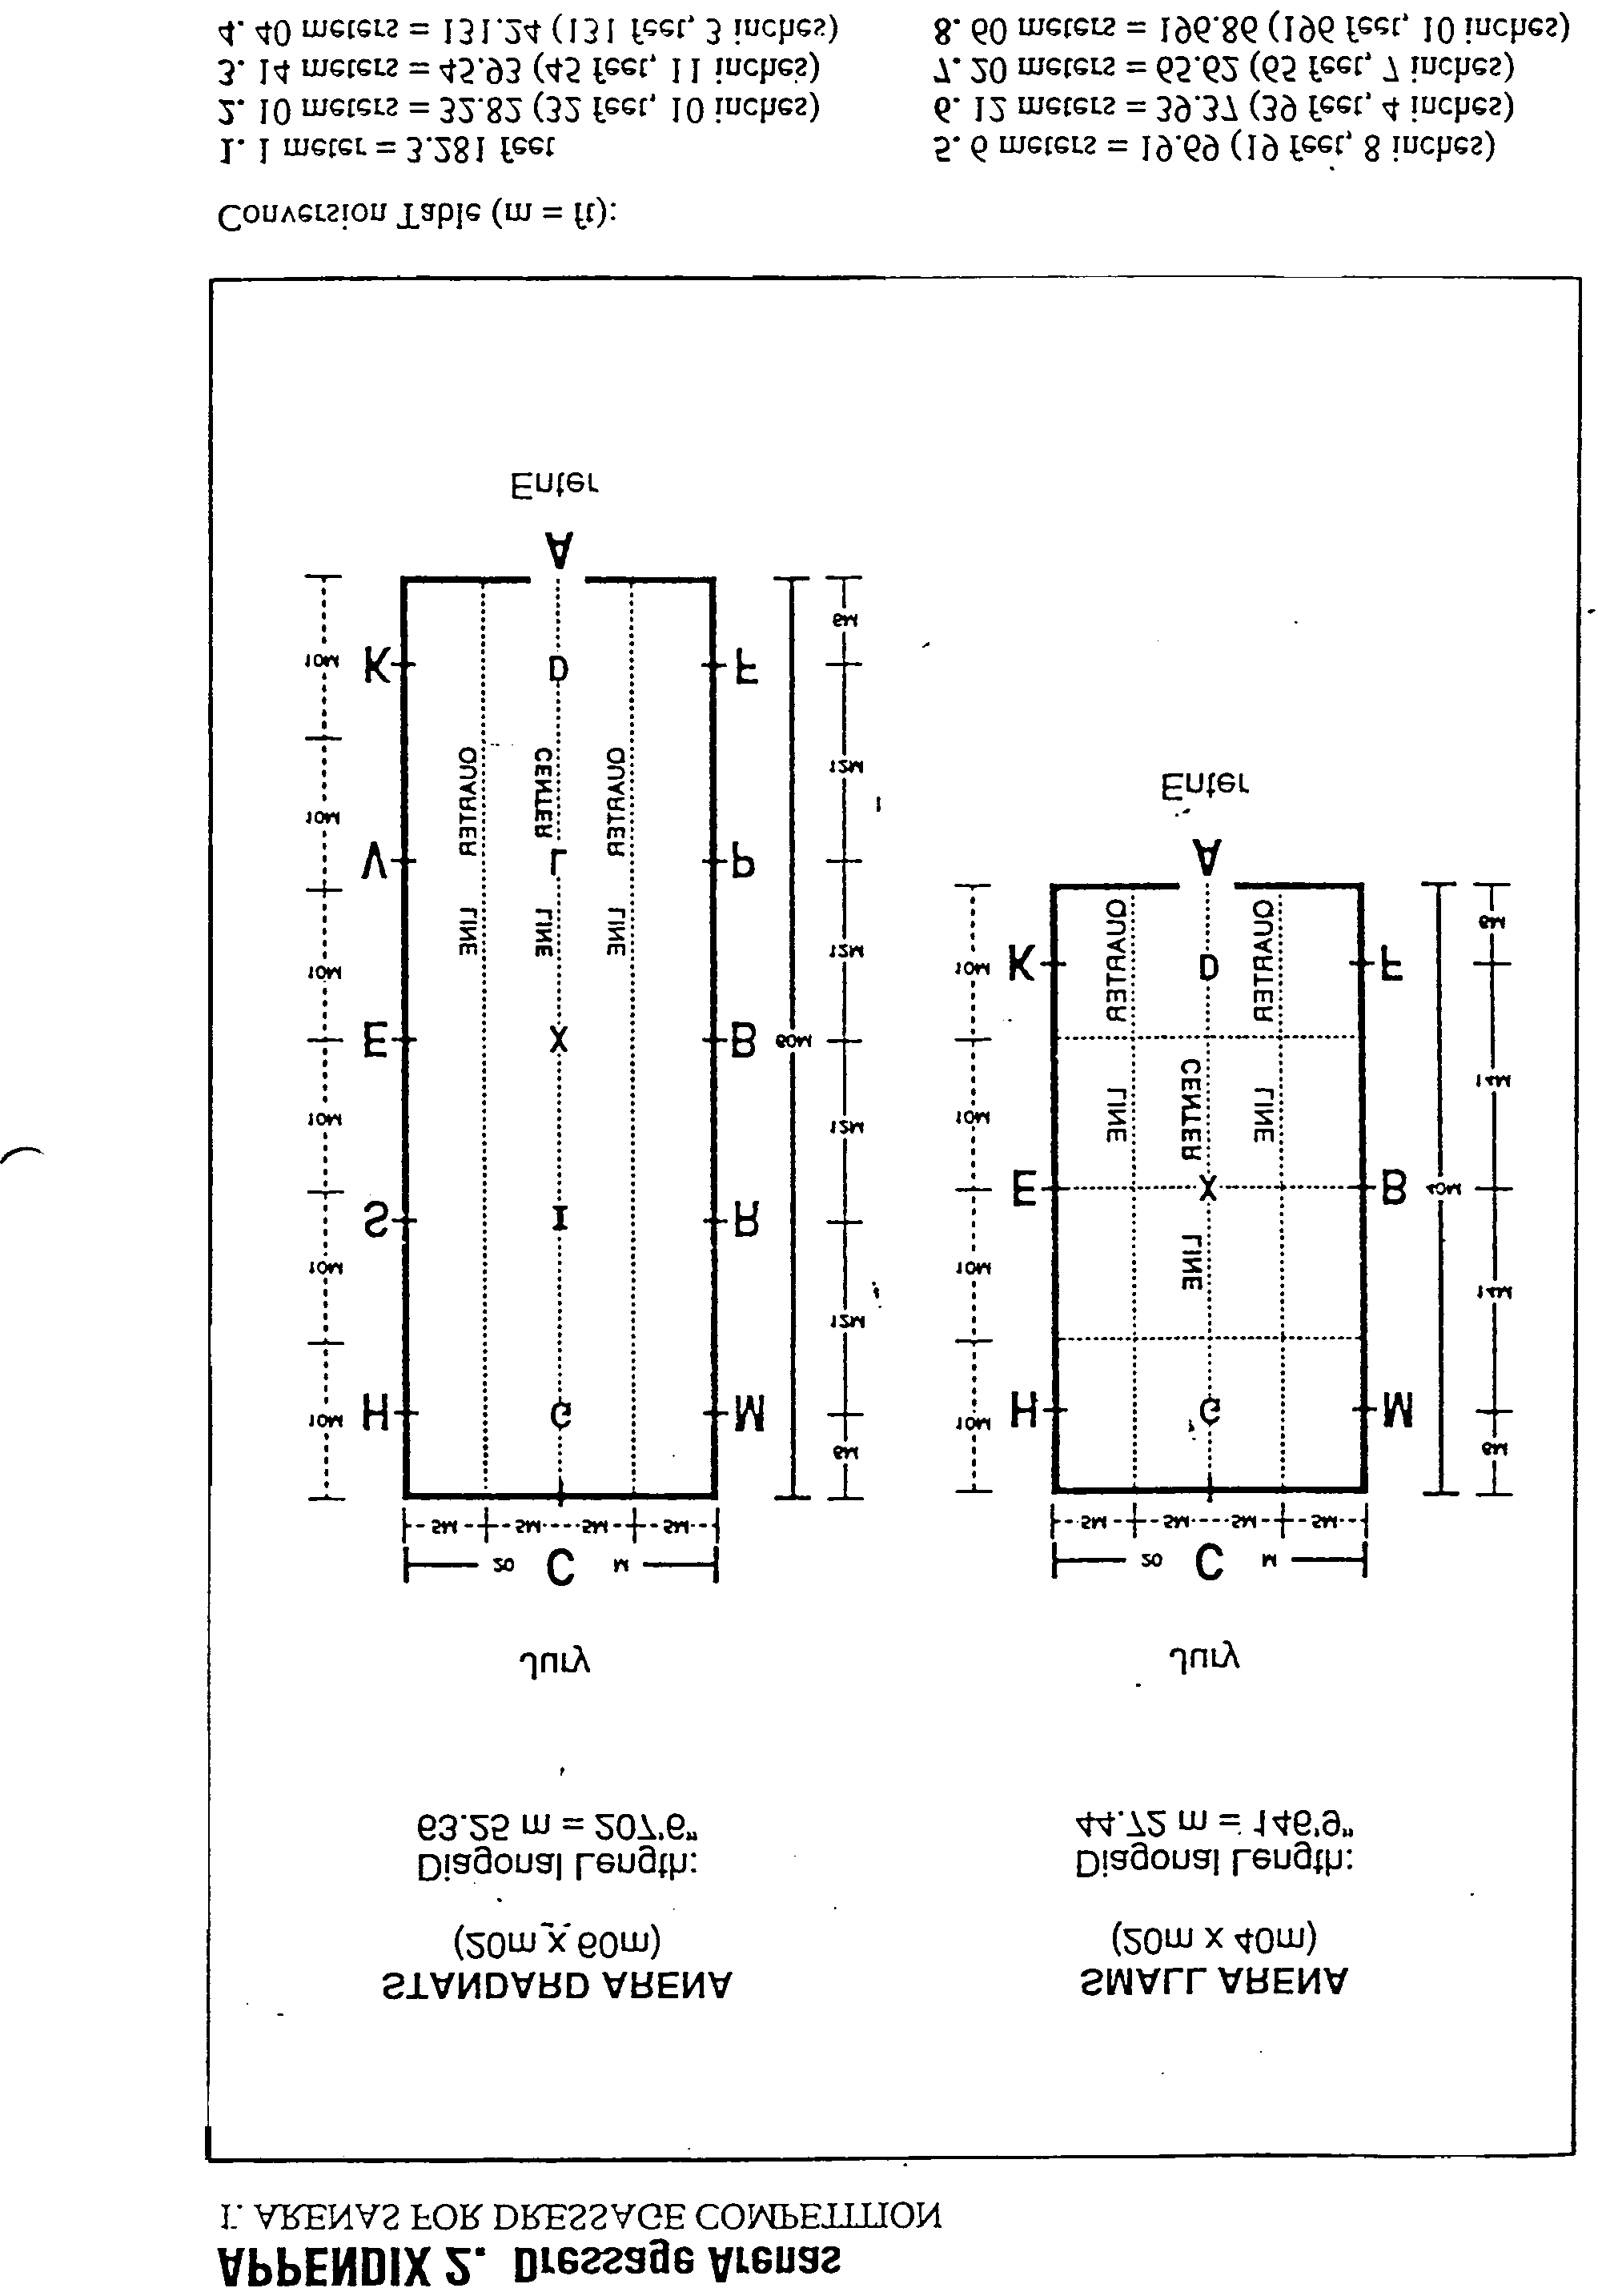 APPENDIX 2. Dressage Arenas
1. ARENAS FOR DRESSAGE COMPETITION
STANDARD ARENA
(20m x 60m)
Diagonal Length:
63.25 m = 207'6"
Jury
20 C M
5M 5M 5M 5M
6M
10M H G M
12M
10M
S I R
10M
12M
E X B 60M
10M
12M
QUARTER LINE
CENTER LINE
QUARTER LINE
V L P
10M
12M
10M K D F
6M
A
Enter
SMALL ARENA
(20m x 40m)
Diagonal Length:
44.72 m = 146'9"
Jury
20 C M
5M 5M 5M 5M
6M
10M H G M
14M
10M
E X B 40M
10M
14M
QUARTER LINE
CENTER LINE
QUARTER LINE
10M K D F
6M
A
Enter
Conversion Table (m = ft):
1. 1 meter = 3.281 feet
2. 10 meters = 32.82 (32 feet, 10 inches)
3. 14 meters = 45.93 (45 feet, 11 inches)
4. 40 meters = 131.24 (131 feet, 3 inches)
5. 6 meters = 19.69 (19 feet, 8 inches)
6. 12 meters = 39.37 (39 feet, 4 inches)
7. 20 meters = 65.62 (65 feet, 7 inches)
8. 60 meters = 196.86 (196 feet, 10 inches)